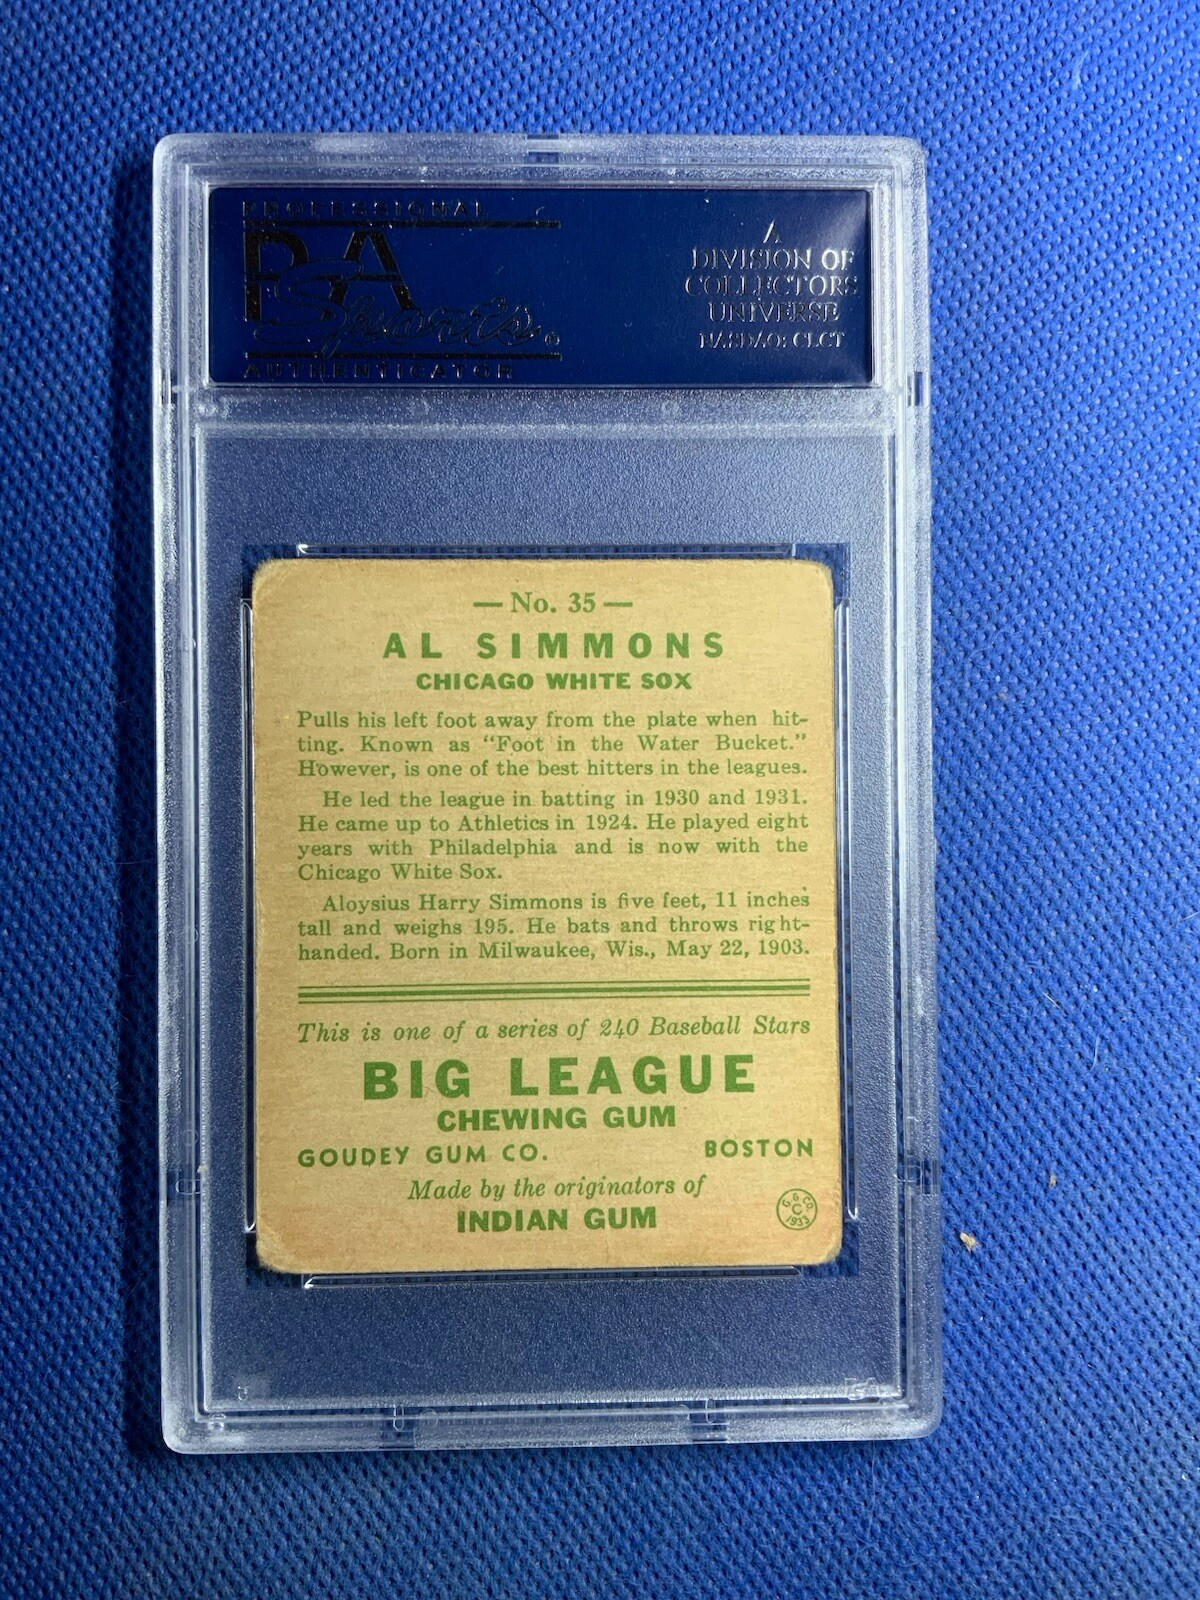 PROFESSIONAL
PSA
Sports®
AUTHENTICATOR
A
DIVISION OF
COLLECTORS
UNIVERSE
NASDAQ: CLCT
— No. 35 —
AL SIMMONS
CHICAGO WHITE SOX
Pulls his left foot away from the plate when hit-
ting. Known as "Foot in the Water Bucket."
However, is one of the best hitters in the leagues.
He led the league in batting in 1930 and 1931.
He came up to Athletics in 1924. He played eight
years with Philadelphia and is now with the
Chicago White Sox.
Aloysius Harry Simmons is five feet, 11 inches
tall and weighs 195. He bats and throws right-
handed. Born in Milwaukee, Wis., May 22, 1903.
This is one of a series of 240 Baseball Stars
BIG LEAGUE
CHEWING GUM
GOUDEY GUM CO. BOSTON
Made by the originators of
INDIAN GUM
G. G. CO.
C
1933